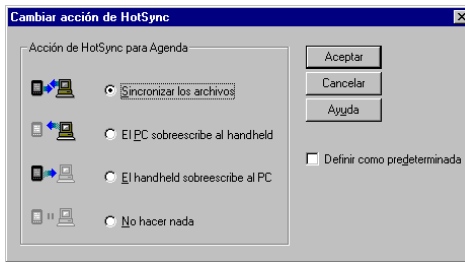 Cambiar acción de HotSync
Acción de HotSync para Agenda
Sincronizar los archivos
El PC sobreescribe al handheld
El handheld sobreescribe al PC
No hacer nada
Aceptar
Cancelar
Ayuda
Definir como predeterminada